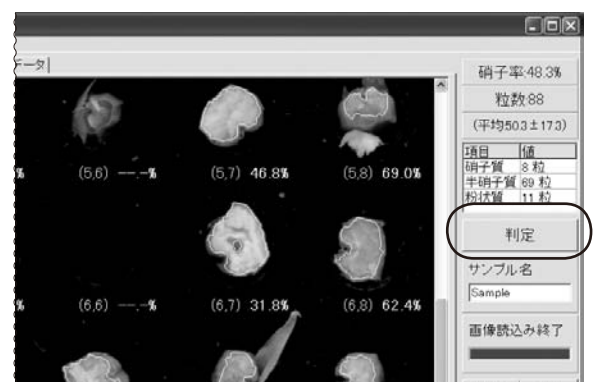 データ
硝子率:48.3%
粒数:88
(平均50.3±17.3)
項目 値
硝子質 8 粒
半硝子質 69 粒
粉状質 11 粒
判定
サンプル名
Sample
画像読込み終了
%
(5,6) --.-%
(5,7) 46.8%
(5,8) 69.0%
%
(6,6) --.-%
(6,7) 31.8%
(6,8) 62.4%